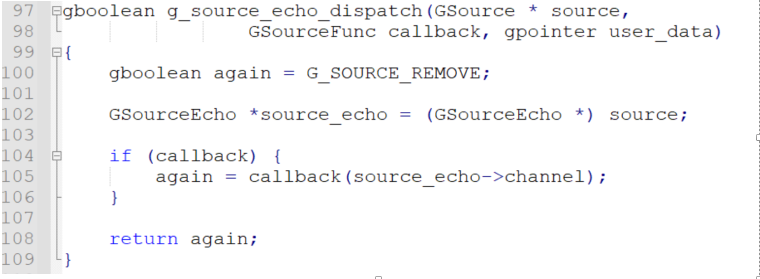 97 gboolean g_source_echo_dispatch(GSource * source,
98 GSourceFunc callback, gpointer user_data)
99 {
100 gboolean again = G_SOURCE_REMOVE;
101
102 GSourceEcho *source_echo = (GSourceEcho *) source;
103
104 if (callback) {
105 again = callback(source_echo->channel);
106 }
107
108 return again;
109 }